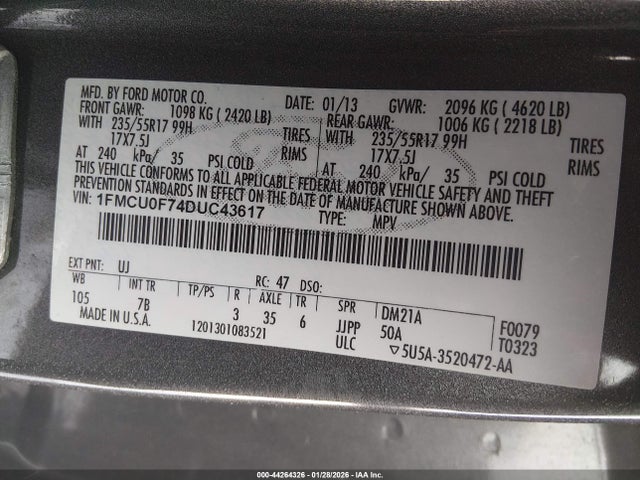 MFD. BY FORD MOTOR CO. DATE: 01/13 GVWR: 2096 KG ( 4620 LB)
FRONT GAWR: 1098 KG ( 2420 LB) REAR GAWR: 1006 KG ( 2218 LB)
WITH 235/55R17 99H TIRES WITH 235/55R17 99H TIRES
17X7.5J RIMS 17X7.5J RIMS
AT 240 kPa/ 35 PSI COLD AT 240 kPa/ 35 PSI COLD
THIS VEHICLE CONFORMS TO ALL APPLICABLE FEDERAL MOTOR VEHICLE SAFETY AND THEFT
PREVENTION STANDARDS IN EFFECT ON THE DATE OF MANUFACTURE SHOWN ABOVE.
VIN: 1FMCU0F74DUC43617 TYPE: MPV
EXT PNT: UJ RC: 47 DSO:
WB INT TR TP/PS R AXLE TR SPR DM21A F0079
105 7B 3 35 6 JJPP 50A T0323
MADE IN U.S.A. 1201301083521 ULC ▽5U5A-3520472-AA
000-44264326 | 01/28/2026 - IAA Inc.